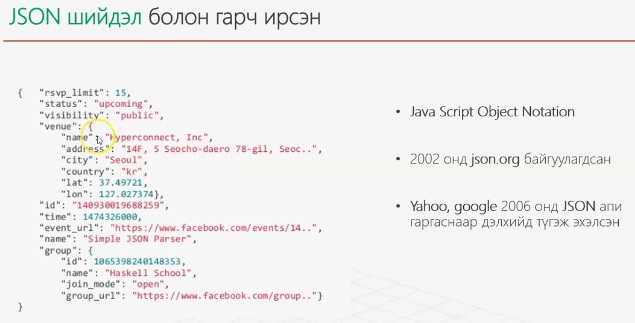 JSON шийдэл болон гарч ирсэн
{ "rsvp_limit": 15,
"status": "upcoming",
"visibility": "public",
"venue": {
"name": "Hyperconnect, Inc",
"address": "14F, 5 Seocho-daero 78-gil, Seoc..",
"city": "Seoul",
"country": "kr",
"lat": 37.49721,
"lon": 127.027374},
"id": "140930019688259",
"time": 1474326000,
"event_url": "https://www.facebook.com/events/14..",
"name": "Simple JSON Parser",
"group": {
"id": 1065398240148353,
"name": "Haskell School",
"join_mode": "open",
"group_url": "https://www.facebook.com/group.."}
}
• Java Script Object Notation
• 2002 онд json.org байгуулагдсан
• Yahoo, google 2006 онд JSON апи
гаргаснаар дэлхийд түгэж эхэлсэн